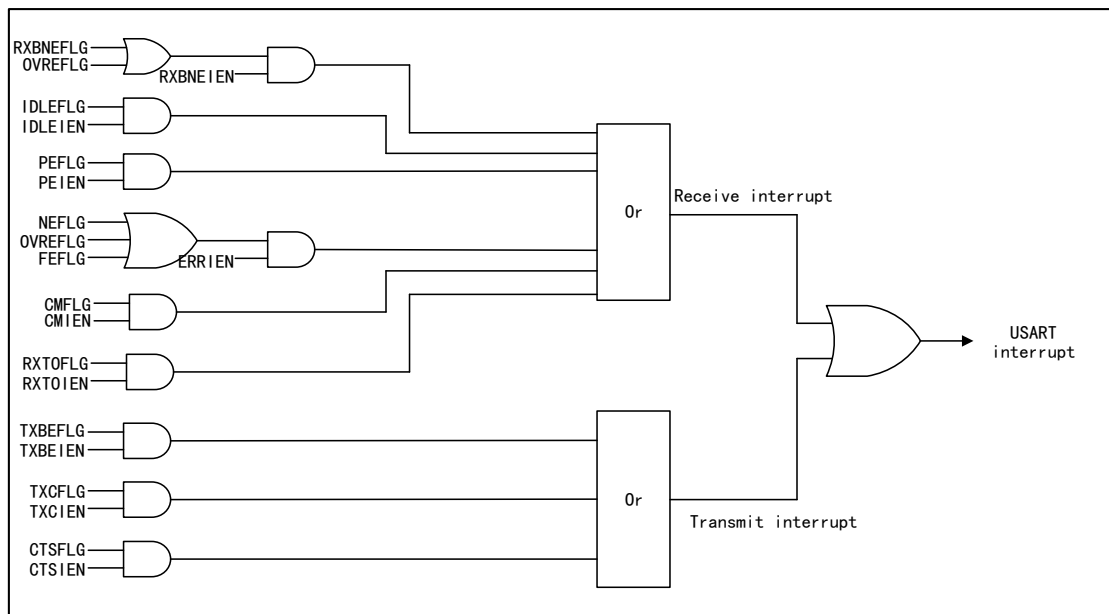 RXBNEFLG
OVREFLG
RXBNEIEN
IDLEFLG
IDLEIEN
PEFLG
PEIEN
Or
Receive interrupt
NEFLG
OVREFLG
FEFLG
ERRIEN
CMFLG
CMIEN
USART
interrupt
RXTOFLG
RXTOIEN
TXBEFLG
TXBEIEN
TXCFLG
TXCIEN
Or
Transmit interrupt
CTSFLG
CTSIEN